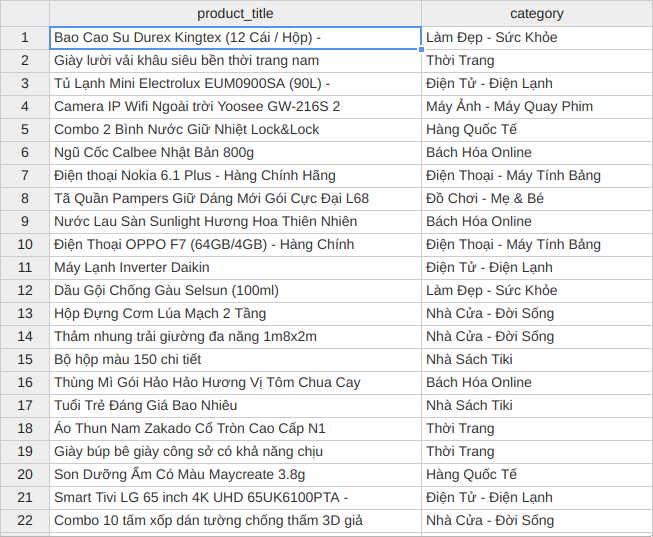 product_title category
1 Bao Cao Su Durex Kingtex (12 Cái / Hộp) - Làm Đẹp - Sức Khỏe
2 Giày lười vải khâu siêu bền thời trang nam Thời Trang
3 Tủ Lạnh Mini Electrolux EUM0900SA (90L) - Điện Tử - Điện Lạnh
4 Camera IP Wifi Ngoài trời Yoosee GW-216S 2 Máy Ảnh - Máy Quay Phim
5 Combo 2 Bình Nước Giữ Nhiệt Lock&Lock Hàng Quốc Tế
6 Ngũ Cốc Calbee Nhật Bản 800g Bách Hóa Online
7 Điện thoại Nokia 6.1 Plus - Hàng Chính Hãng Điện Thoại - Máy Tính Bảng
8 Tã Quần Pampers Giữ Dáng Mới Gói Cực Đại L68 Đồ Chơi - Mẹ & Bé
9 Nước Lau Sàn Sunlight Hương Hoa Thiên Nhiên Bách Hóa Online
10 Điện Thoại OPPO F7 (64GB/4GB) - Hàng Chính Điện Thoại - Máy Tính Bảng
11 Máy Lạnh Inverter Daikin Điện Tử - Điện Lạnh
12 Dầu Gội Chống Gàu Selsun (100ml) Làm Đẹp - Sức Khỏe
13 Hộp Đựng Cơm Lúa Mạch 2 Tầng Nhà Cửa - Đời Sống
14 Thảm nhung trải giường đa năng 1m8x2m Nhà Cửa - Đời Sống
15 Bộ hộp màu 150 chi tiết Nhà Sách Tiki
16 Thùng Mì Gói Hảo Hảo Hương Vị Tôm Chua Cay Bách Hóa Online
17 Tuổi Trẻ Đáng Giá Bao Nhiêu Nhà Sách Tiki
18 Áo Thun Nam Zakado Cổ Tròn Cao Cấp N1 Thời Trang
19 Giày búp bê giày công sở có khả năng chịu Thời Trang
20 Son Dưỡng Ẩm Có Màu Maycreate 3.8g Hàng Quốc Tế
21 Smart Tivi LG 65 inch 4K UHD 65UK6100PTA - Điện Tử - Điện Lạnh
22 Combo 10 tấm xốp dán tường chống thấm 3D giả Nhà Cửa - Đời Sống